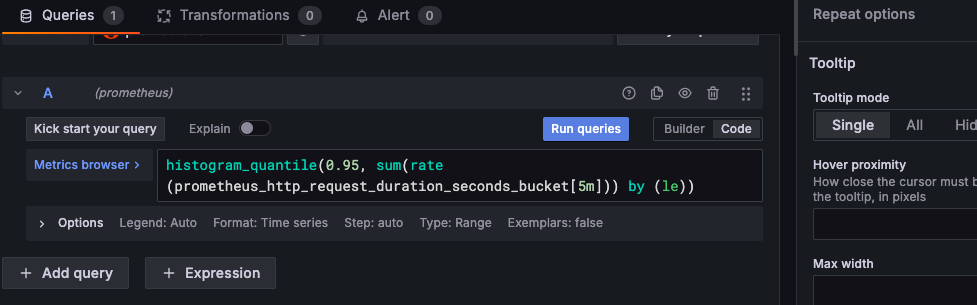 Queries 1 Transformations 0 Alert 0
A (prometheus)
Kick start your query Explain Run queries Builder Code
Metrics browser >
histogram_quantile(0.95, sum(rate
(prometheus_http_request_duration_seconds_bucket[5m])) by (le))
Options Legend: Auto Format: Time series Step: auto Type: Range Exemplars: false
+ Add query + Expression
Repeat options
Tooltip
Tooltip mode
Single All Hid
Hover proximity
How close the cursor must b
the tooltip, in pixels
Max width